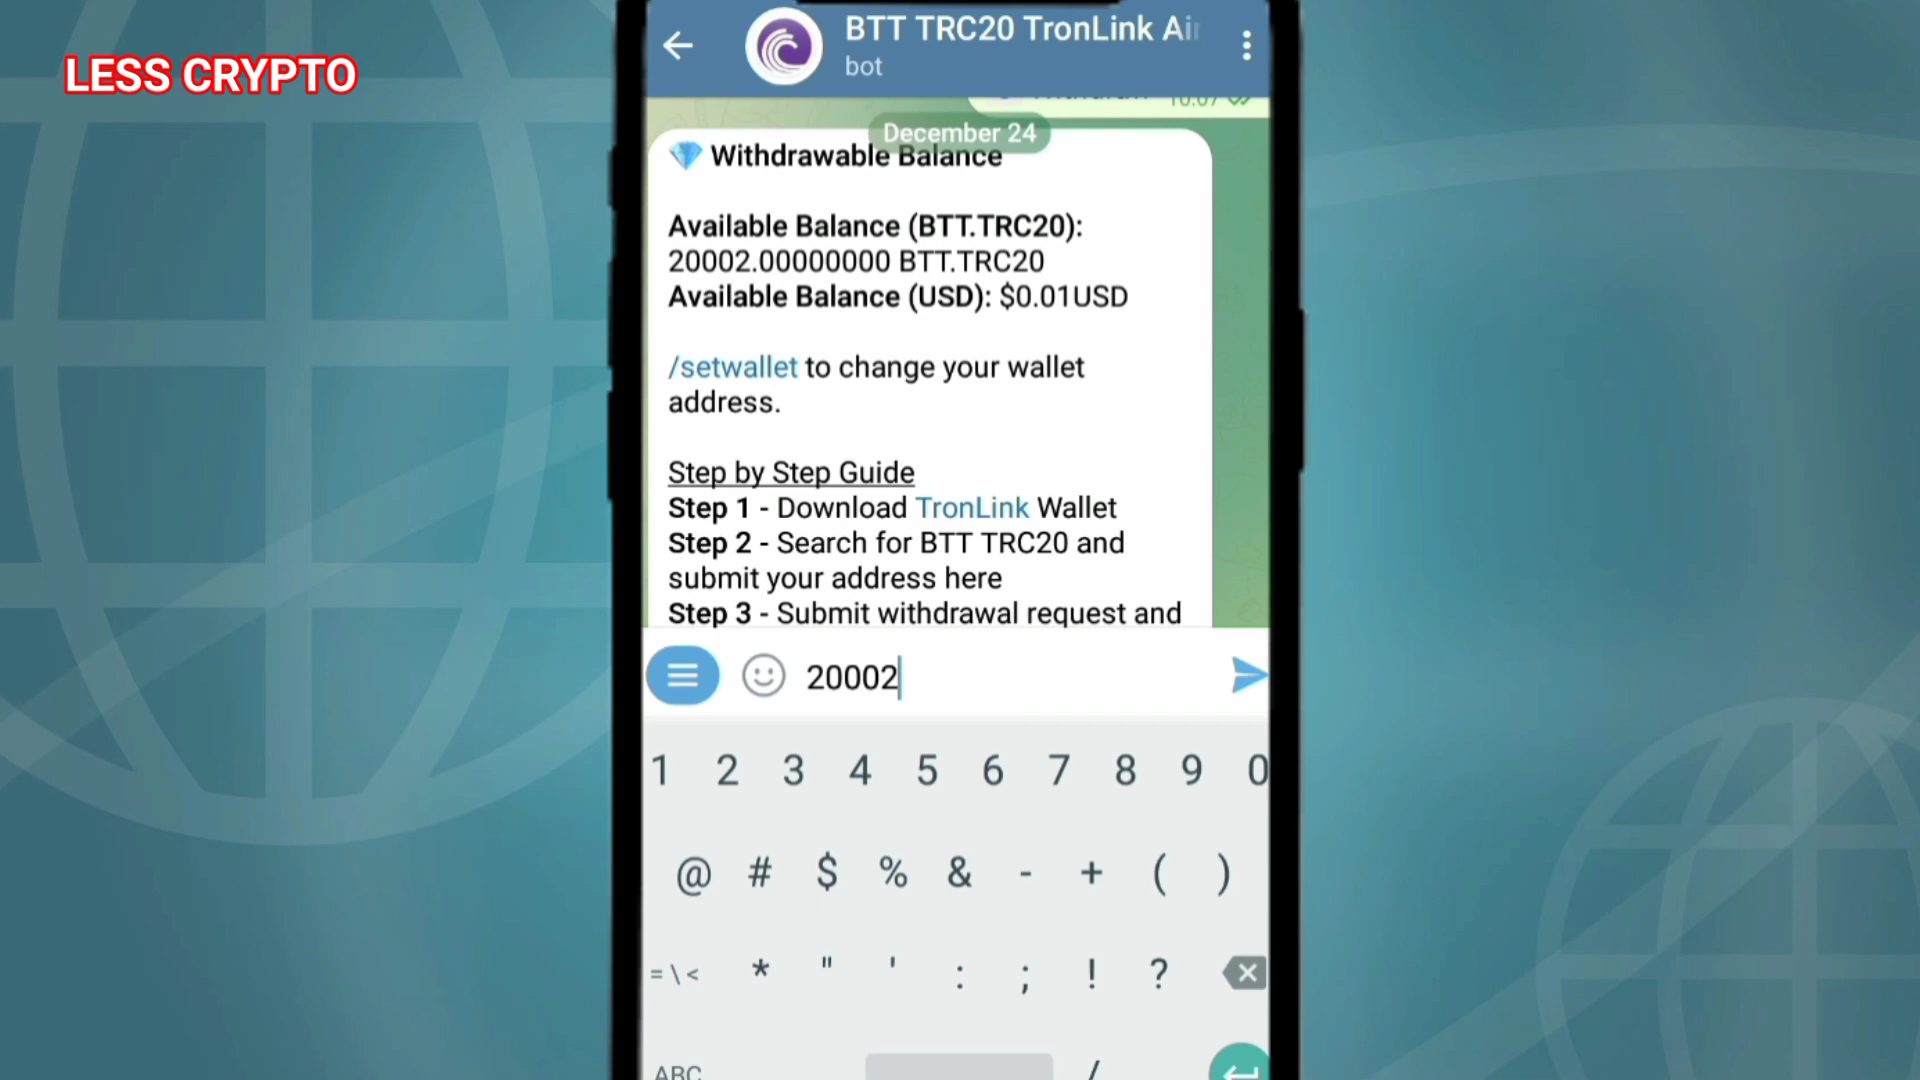 LESS CRYPTO
BTT TRC20 TronLink Air
bot
December 24
💎 Withdrawable Balance
Available Balance (BTT.TRC20):
20002.00000000 BTT.TRC20
Available Balance (USD): $0.01USD
/setwallet to change your wallet
address.
Step by Step Guide
Step 1 - Download TronLink Wallet
Step 2 - Search for BTT TRC20 and
submit your address here
Step 3 - Submit withdrawal request and
20002
1 2 3 4 5 6 7 8 9 0
@ # $ % & - + ( )
= \ < * " ' : ; ! ?
ABC /